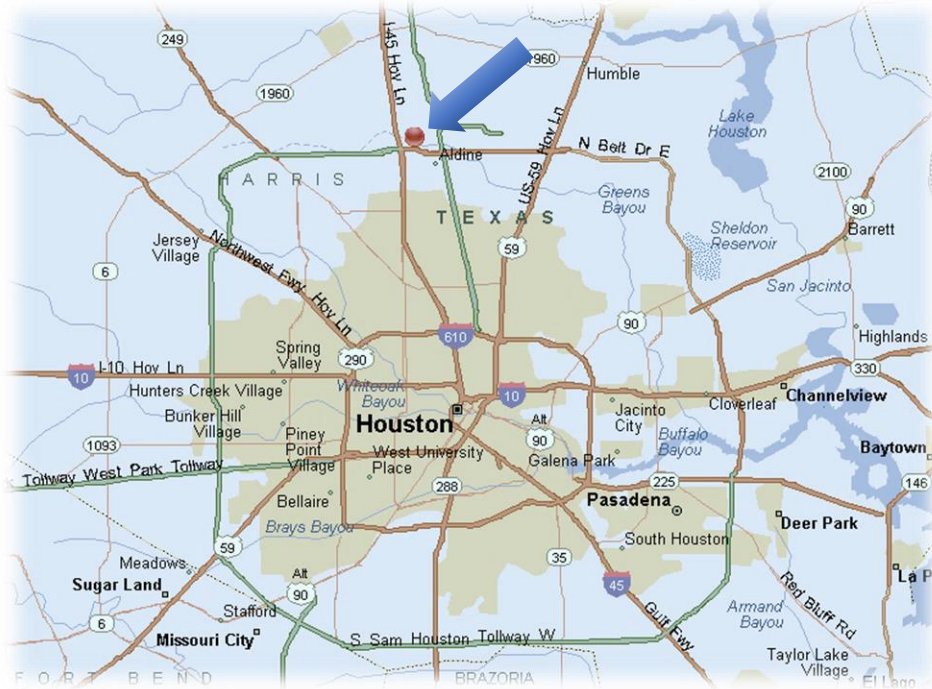 249
I-45 Hov Ln
1960
Humble
1960
Lake
Houston
US-59 Hov Ln
N Belt Dr E
Aldine
HARRIS
2100
Greens
Bayou
TEXAS
90
Barrett
Sheldon
Reservoir
Jersey
Village
Northwest Fwy Hov Ln
59
6
San Jacinto
90
610
Highlands
Spring
Valley
290
330
I-10 Hov Ln
10
Hunters Creek Village
Whiteoak
Bayou
10
Channelview
Cloverleaf
Bunker Hill
Village
Houston
Jacinto
City
Alt
90
Piney
Point
Village
Buffalo
Bayou
1093
Baytown
West University
Place
Galena Park
Tollway West Park Tollway
288
225
146
Bellaire
Pasadena
Brays Bayou
Deer Park
South Houston
59
35
Meadows
Alt
90
45
Sugar Land
La P
Red Bluff Rd
Stafford
Armand
Bayou
6
Gulf Fwy
Missouri City
S Sam Houston Tollway W
Taylor Lake
Village
FORT BEND
BRAZORIA
El Lago